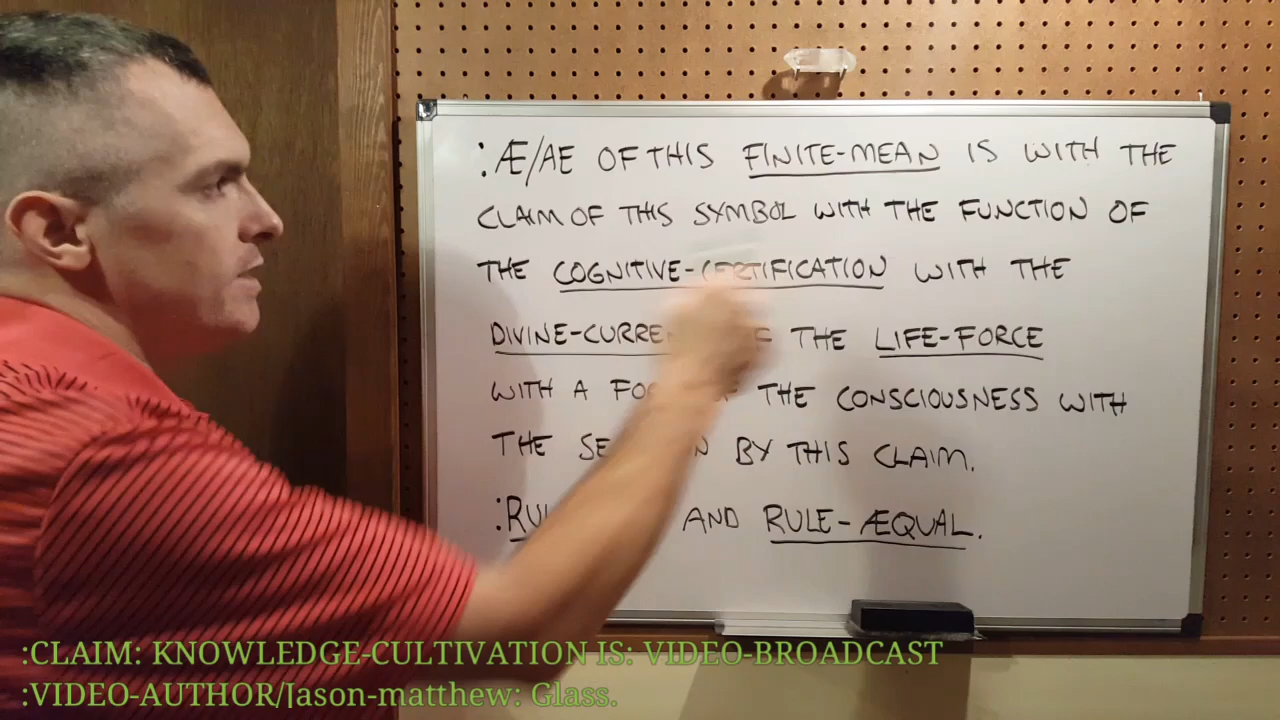 :Æ/AE OF THIS FINITE-MEAN IS WITH THE
CLAIM OF THIS SYMBOL WITH THE FUNCTION OF
THE COGNITIVE-CERTIFICATION WITH THE
DIVINE-CURRE THE LIFE-FORCE
WITH A THE CONSCIOUSNESS WITH
THE BY THIS CLAIM.
AND RULE-ÆQUAL.
:CLAIM: KNOWLEDGE-CULTIVATION IS: VIDEO-BROADCAST
:VIDEO-AUTHOR/Jason-matthew: Glass.